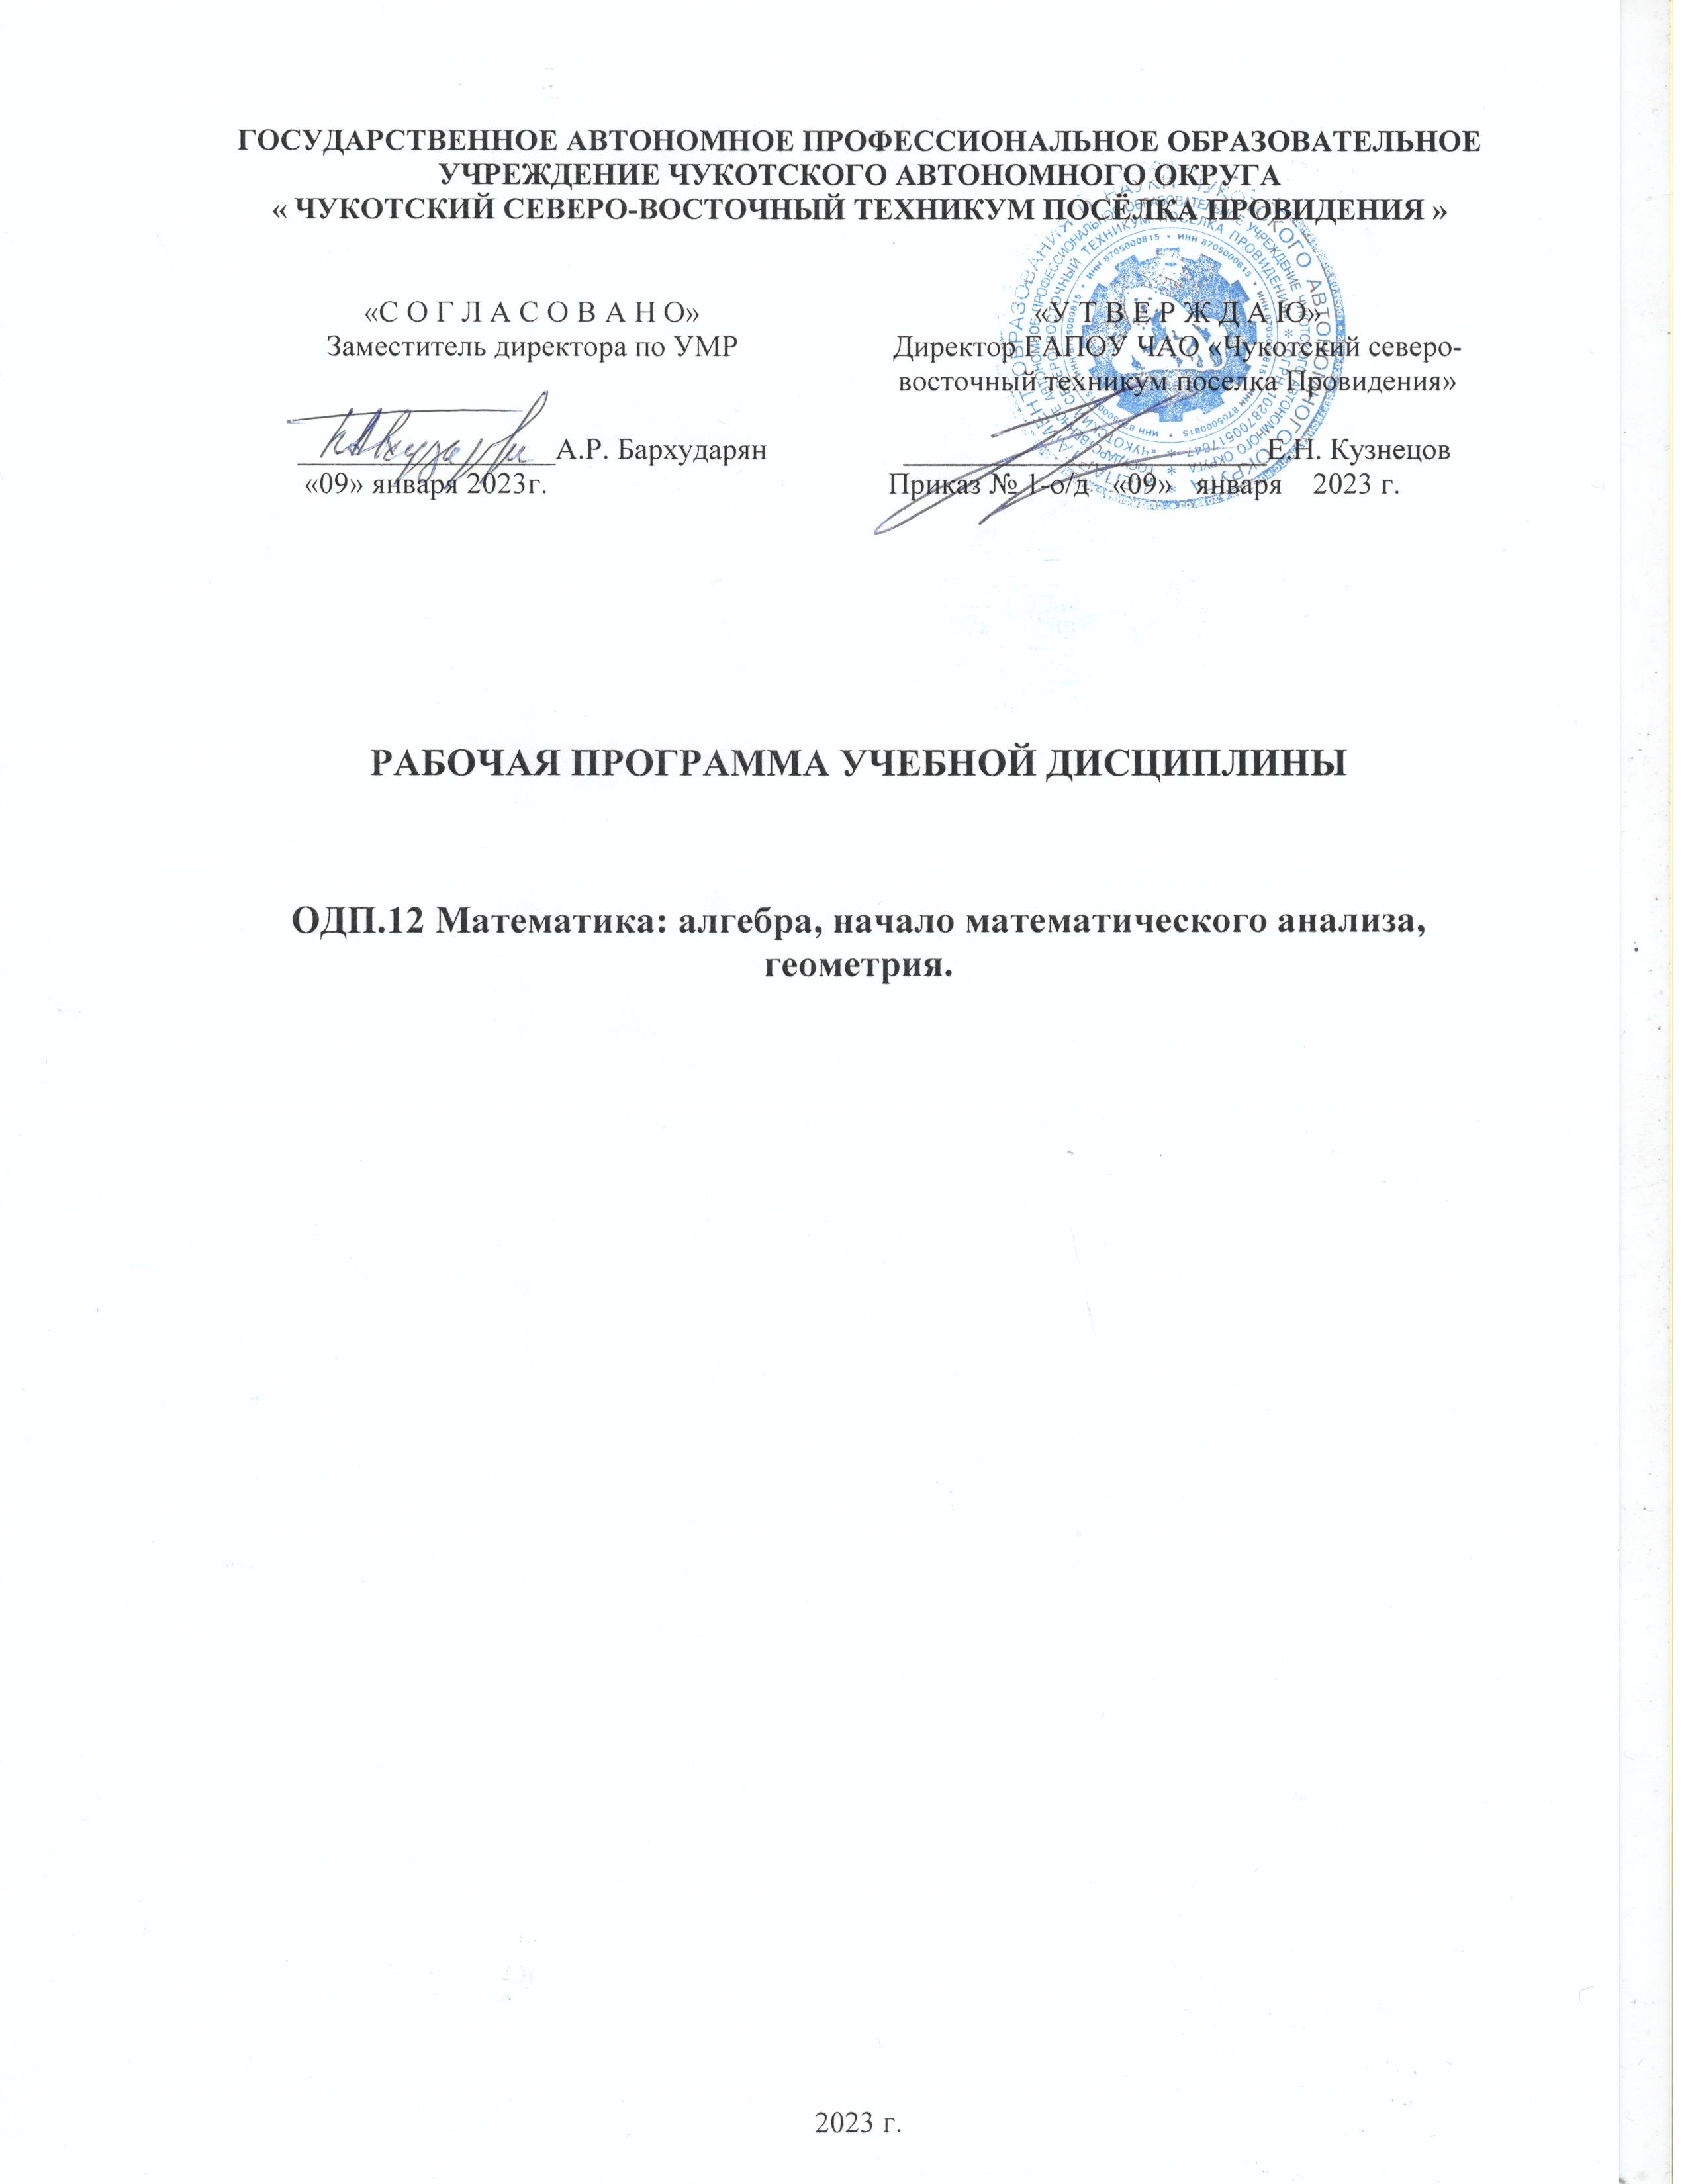 ГОСУДАРСТВЕННОЕ АВТОНОМНОЕ ПРОФЕССИОНАЛЬНОЕ ОБРАЗОВАТЕЛЬНОЕ
УЧРЕЖДЕНИЕ ЧУКОТСКОГО АВТОНОМНОГО ОКРУГА
« ЧУКОТСКИЙ СЕВЕРО-ВОСТОЧНЫЙ ТЕХНИКУМ ПОСЁЛКА ПРОВИДЕНИЯ »
«С О Г Л А С О В А Н О»
Заместитель директора по УМР
А.Р. Бархударян
«09» января 2023г.
«У Т В Е Р Ж Д А Ю»
Директор ГАПОУ ЧАО «Чукотский северо-
восточный техникум поселка Провидения»
Е.Н. Кузнецов
Приказ № 1-о/д «09» января 2023 г.
РАБОЧАЯ ПРОГРАММА УЧЕБНОЙ ДИСЦИПЛИНЫ
ОДП.12 Математика: алгебра, начало математического анализа,
геометрия.
2023 г.